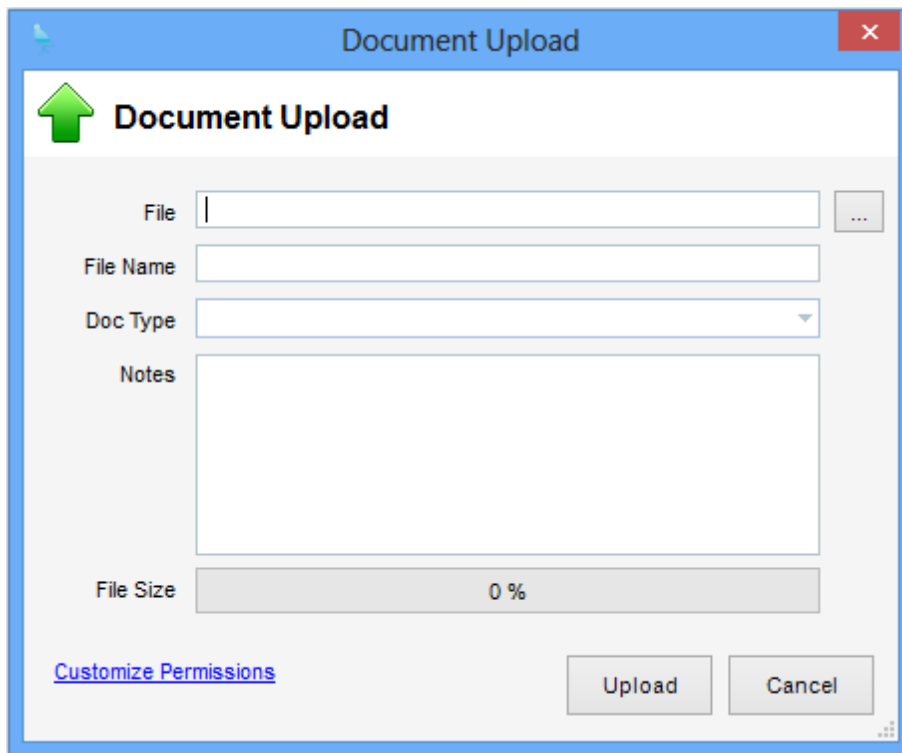 Document Upload
Document Upload
File
...
File Name
Doc Type
Notes
File Size
0 %
Customize Permissions
Upload
Cancel